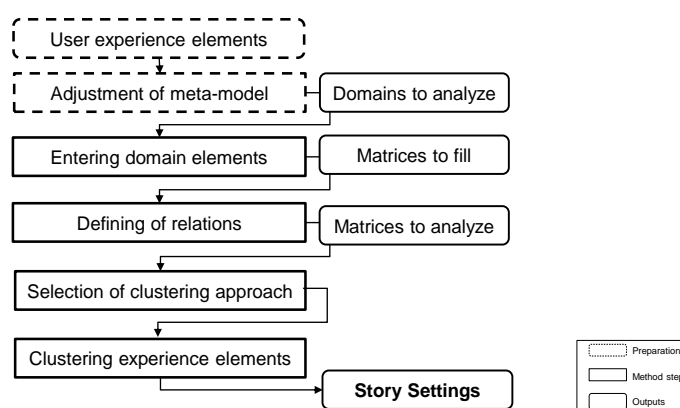 User experience elements
Adjustment of meta-model
Domains to analyze
Entering domain elements
Matrices to fill
Defining of relations
Matrices to analyze
Selection of clustering approach
Clustering experience elements
Story Settings
Preparation
Method step
Outputs